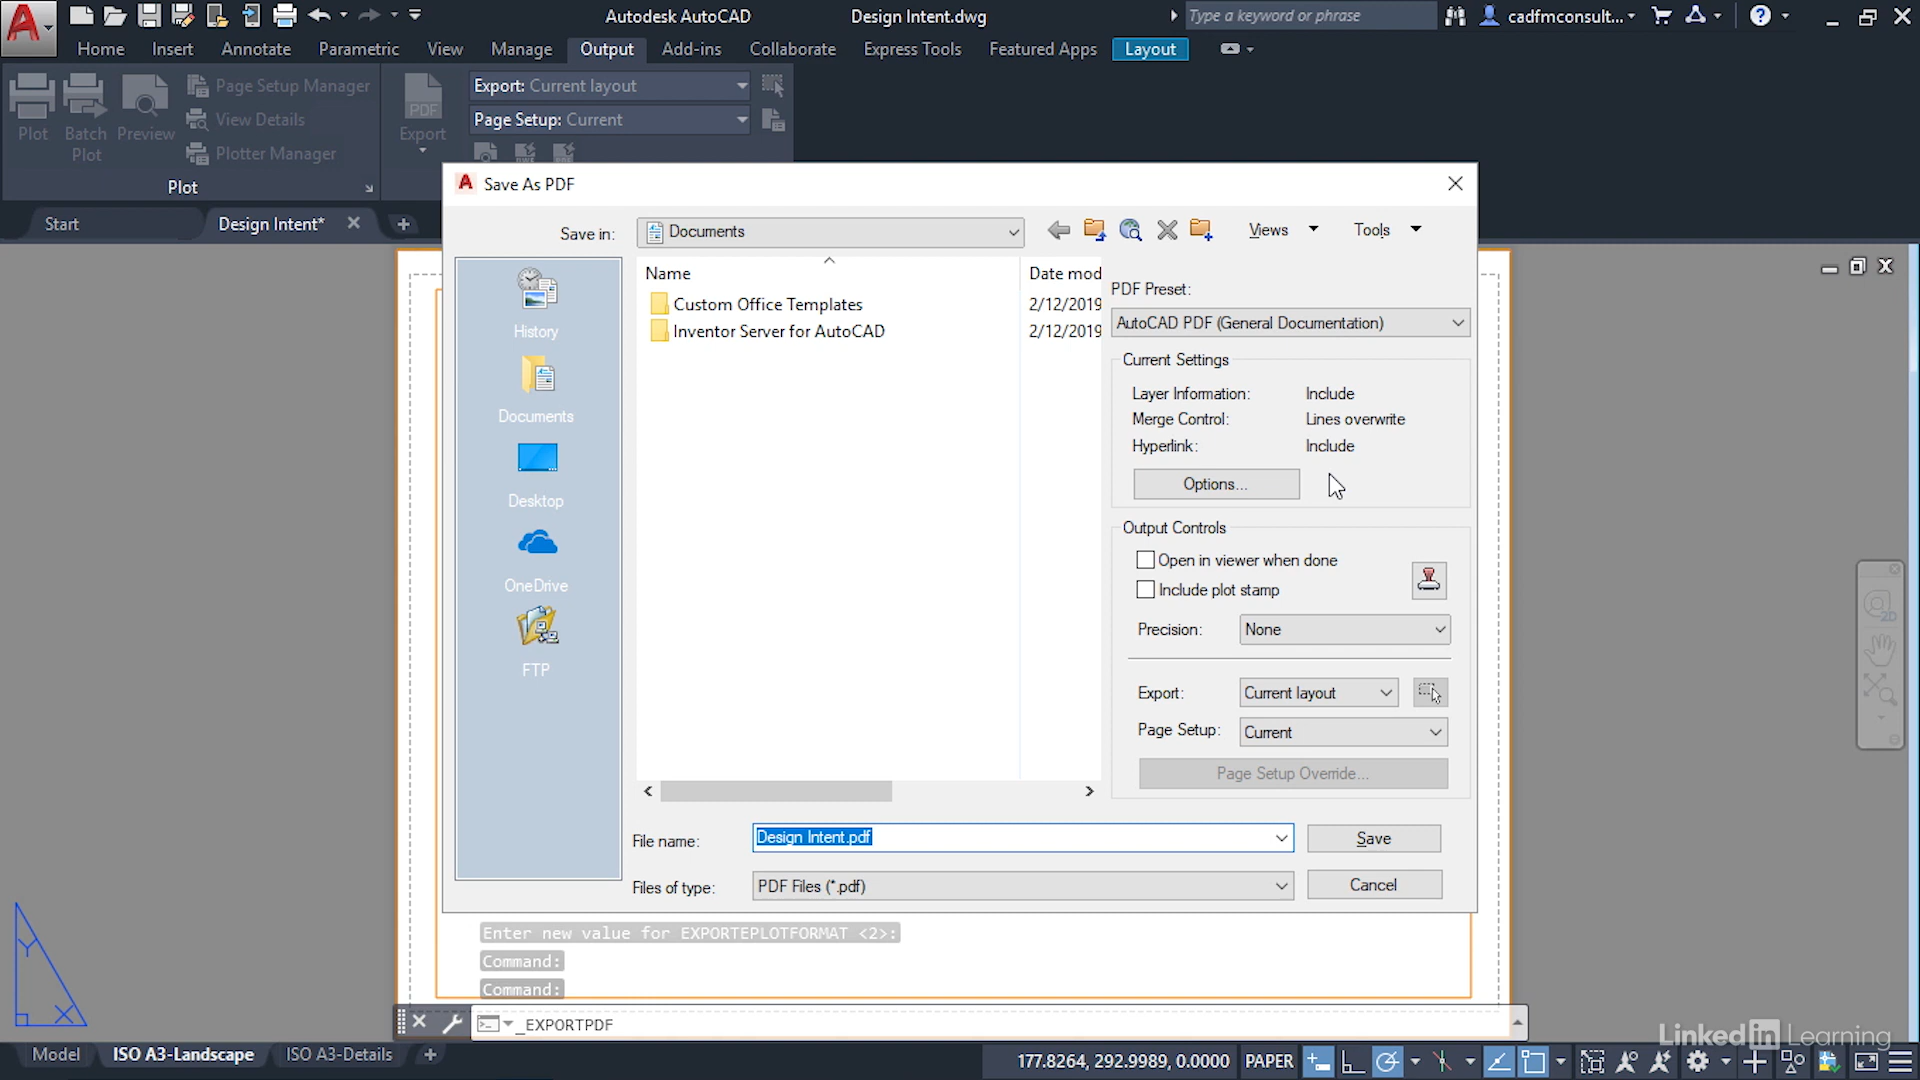 Autodesk AutoCAD Design Intent.dwg
Type a keyword or phrase
cadfmconsult...
Home Insert Annotate Parametric View Manage Output Add-ins Collaborate Express Tools Featured Apps Layout
Export: Current layout
Page Setup: Current
Page Setup Manager
View Details
Plotter Manager
Plot Batch Plot Preview
PDF
Export
Plot
Start Design Intent*
Save As PDF
Save in: Documents
Views Tools
Name Date mod
Custom Office Templates 2/12/2019
Inventor Server for AutoCAD 2/12/2019
History
Documents
Desktop
OneDrive
FTP
PDF Preset:
AutoCAD PDF (General Documentation)
Current Settings
Layer Information: Include
Merge Control: Lines overwrite
Hyperlink: Include
Options...
Output Controls
Open in viewer when done
Include plot stamp
Precision: None
Export: Current layout
Page Setup: Current
Page Setup Override...
File name: Design Intent.pdf
Save
Files of type: PDF Files (*.pdf)
Cancel
Enter new value for EXPORTEPLOTFORMAT <2>:
Command:
Command:
_EXPORTPDF
Y
X
2D
LinkedIn Learning
Model ISO A3-Landscape ISO A3-Details
177.8264, 292.9989, 0.0000 PAPER